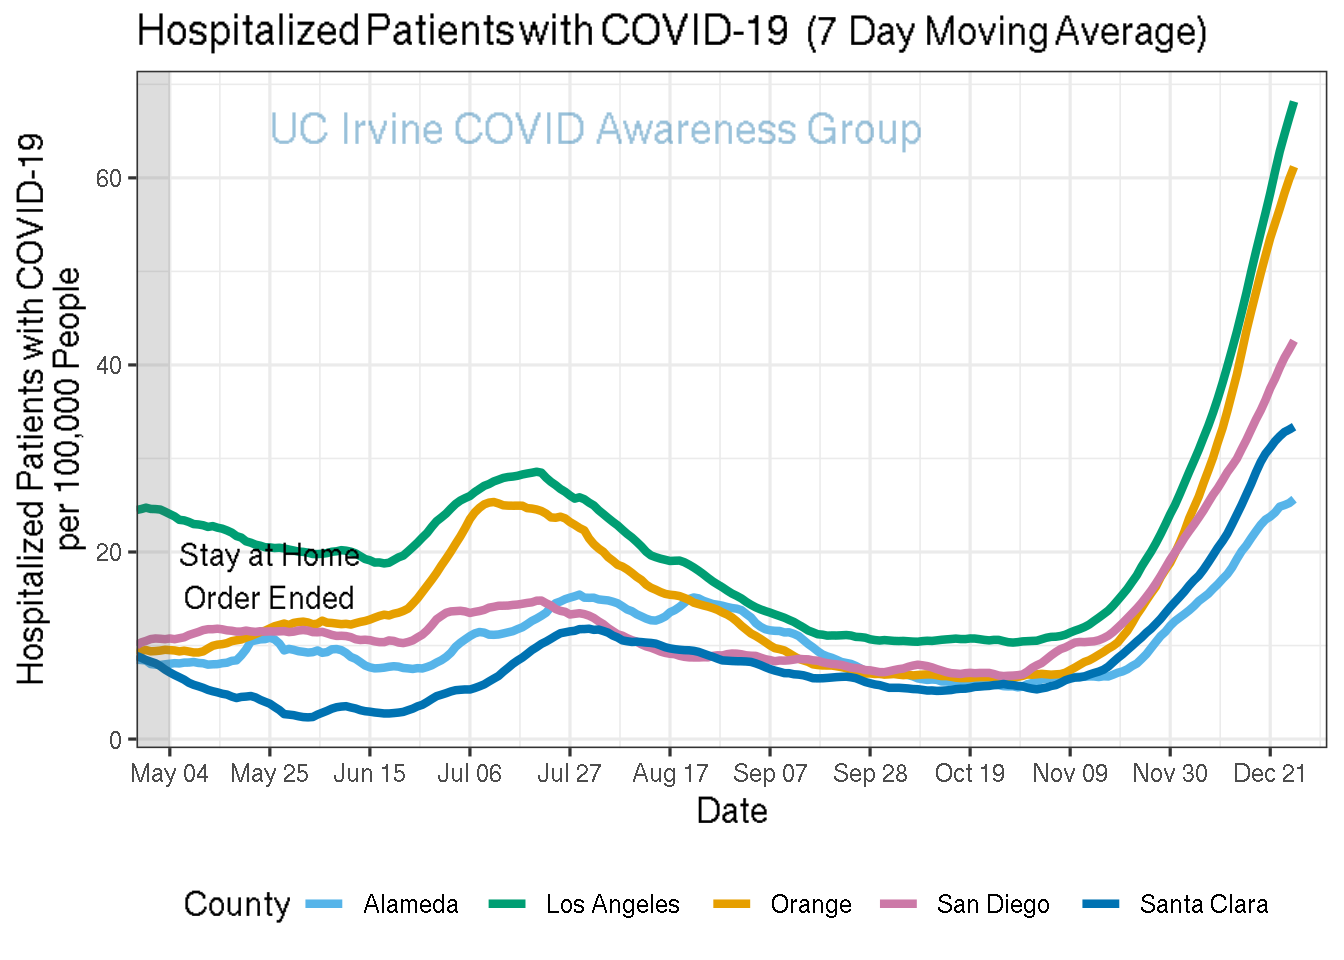 Hospitalized Patients with COVID-19 (7 Day Moving Average)
UC Irvine COVID Awareness Group
Hospitalized Patients with COVID-19
per 100,000 People
60
40
20
0
Stay at Home
Order Ended
May 04 May 25 Jun 15 Jul 06 Jul 27 Aug 17 Sep 07 Sep 28 Oct 19 Nov 09 Nov 30 Dec 21
Date
County Alameda Los Angeles Orange San Diego Santa Clara